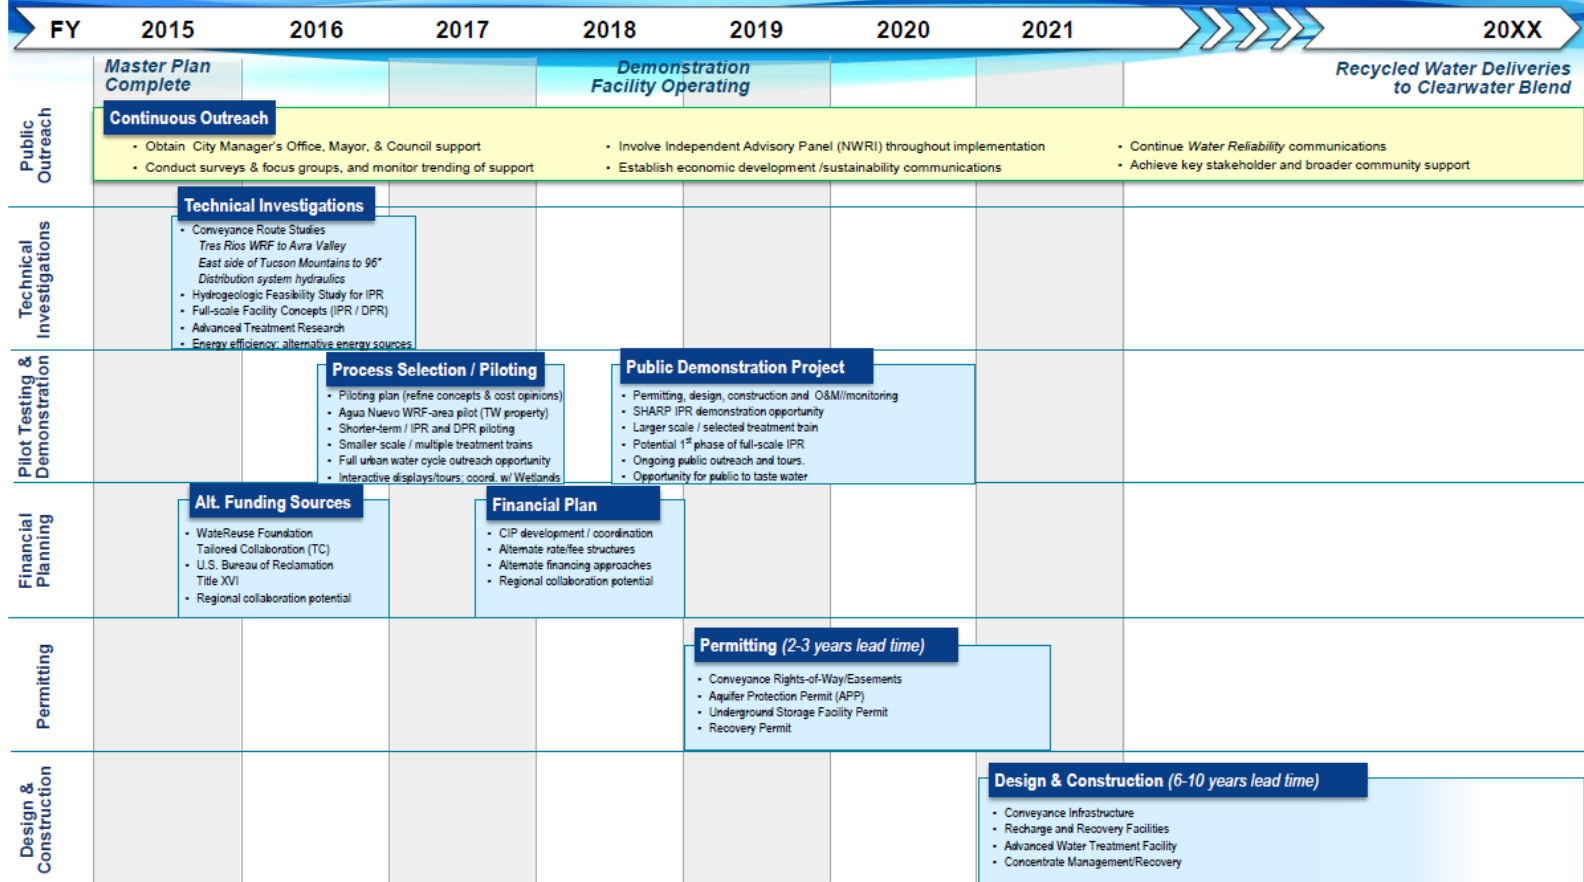 FY 2015 2016 2017 2018 2019 2020 2021 20XX
Master Plan
Complete
Demonstration
Facility Operating
Recycled Water Deliveries
to Clearwater Blend
Public
Outreach
Continuous Outreach
• Obtain City Manager's Office, Mayor, & Council support
• Conduct surveys & focus groups, and monitor trending of support
• Involve Independent Advisory Panel (NWRI) throughout implementation
• Establish economic development /sustainability communications
• Continue Water Reliability communications
• Achieve key stakeholder and broader community support
Technical
Investigations
Technical Investigations
• Conveyance Route Studies
Tres Rios WRF to Avra Valley
East side of Tucson Mountains to 96"
Distribution system hydraulics
• Hydrogeologic Feasibility Study for IPR
• Full-scale Facility Concepts (IPR / DPR)
• Advanced Treatment Research
• Energy efficiency; alternative energy sources
Pilot Testing &
Demonstration
Process Selection / Piloting
• Piloting plan (refine concepts & cost opinions)
• Agua Nuevo WRF-area pilot (TW property)
• Shorter-term / IPR and DPR piloting
• Smaller scale / multiple treatment trains
• Full urban water cycle outreach opportunity
• Interactive displays/tours; coord. w/ Wetlands
Public Demonstration Project
• Permitting, design, construction and O&M//monitoring
• SHARP IPR demonstration opportunity
• Larger scale / selected treatment train
• Potential 1st phase of full-scale IPR
• Ongoing public outreach and tours.
• Opportunity for public to taste water
Financial
Planning
Alt. Funding Sources
• WateReuse Foundation
Tailored Collaboration (TC)
• U.S. Bureau of Reclamation
Title XVI
• Regional collaboration potential
Financial Plan
• CIP development / coordination
• Alternate rate/fee structures
• Alternate financing approaches
• Regional collaboration potential
Permitting
Permitting (2-3 years lead time)
• Conveyance Rights-of-Way/Easements
• Aquifer Protection Permit (APP)
• Underground Storage Facility Permit
• Recovery Permit
Design &
Construction
Design & Construction (6-10 years lead time)
• Conveyance Infrastructure
• Recharge and Recovery Facilities
• Advanced Water Treatment Facility
• Concentrate Management/Recovery